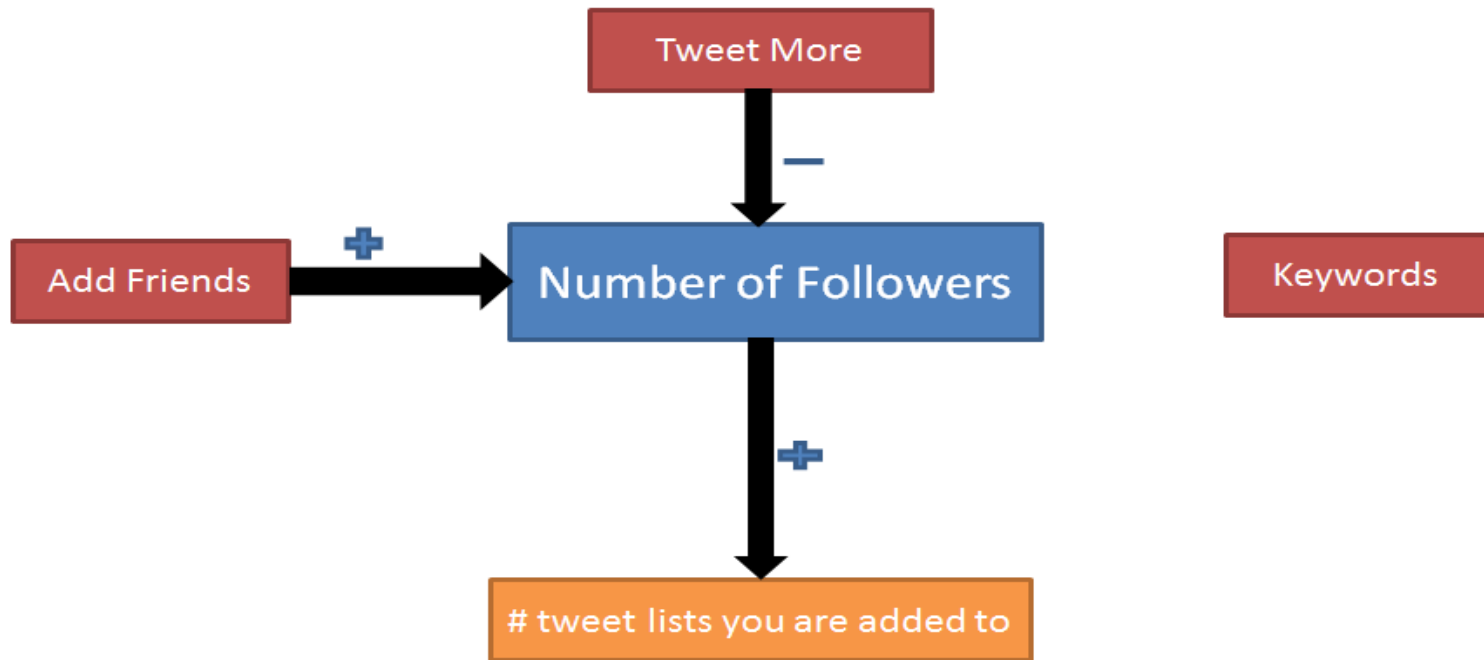 Tweet More
Add Friends
Number of Followers
Keywords
# tweet lists you are added to